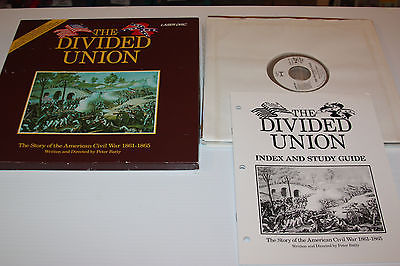 LASER DISC
THE
DIVIDED
UNION
The Story of the American Civil War 1861-1865
Written and Directed by Peter Batty
THE
DIVIDED
UNION
INDEX AND STUDY GUIDE
The Story of the American Civil War 1861-1865
Written and Directed by Peter Batty